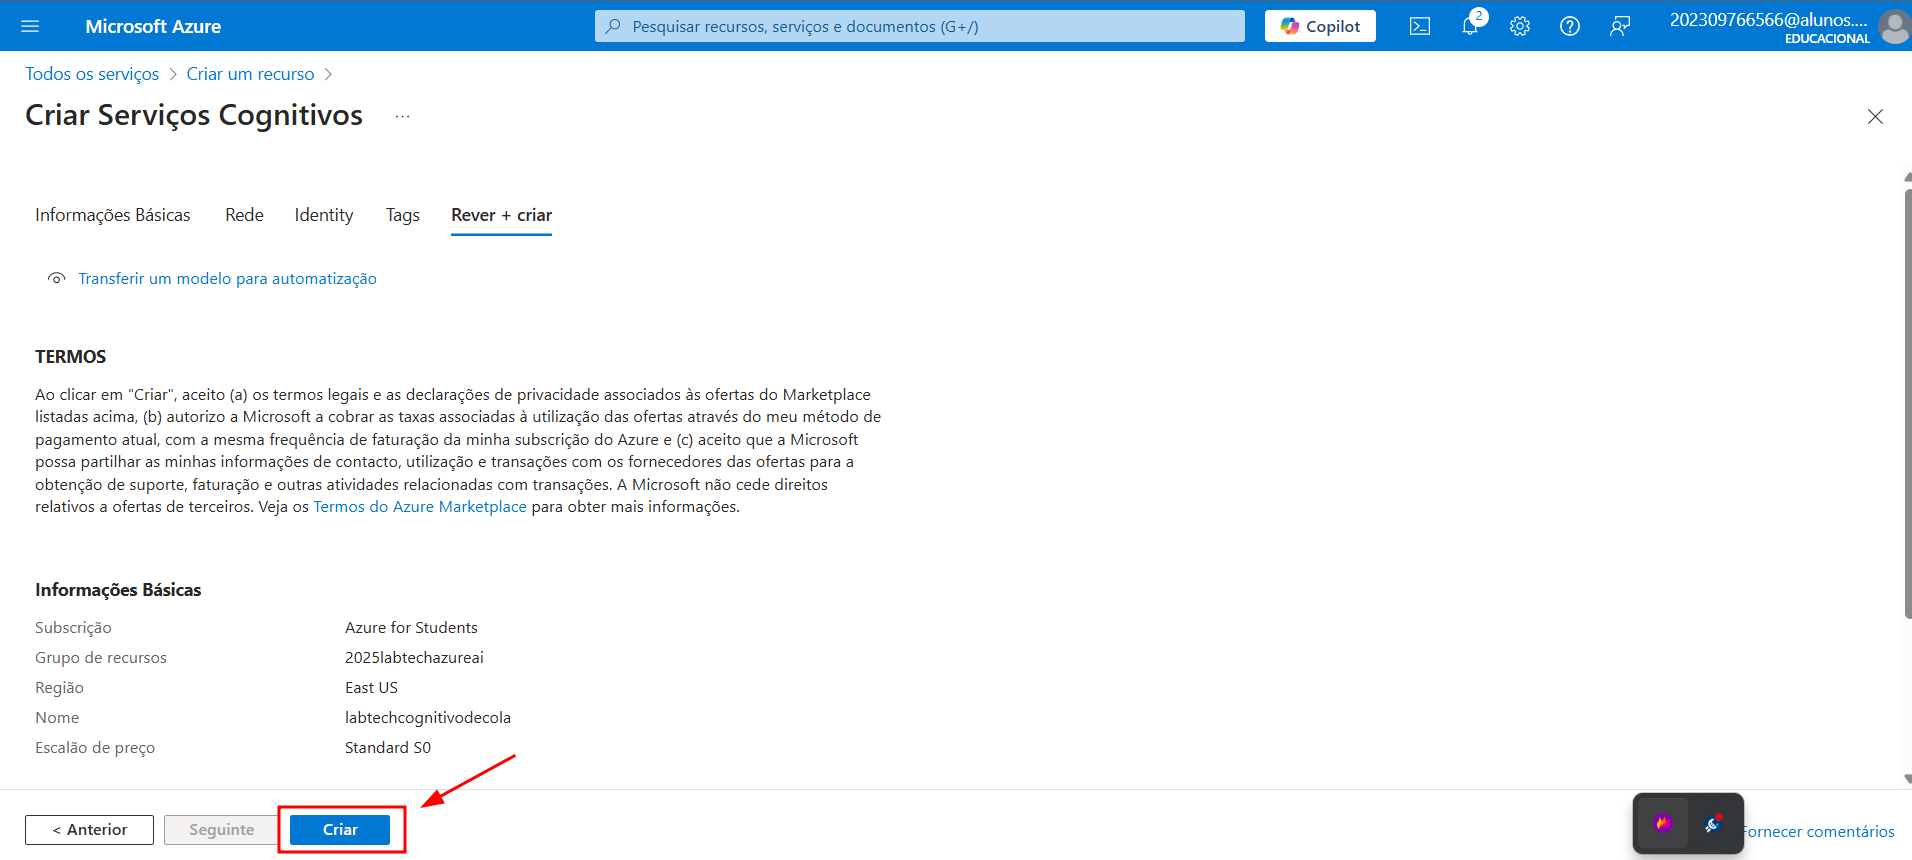 Microsoft Azure
Pesquisar recursos, serviços e documentos (G+/)
Copilot
2
202309766566@alunos....
EDUCACIONAL
Todos os serviços > Criar um recurso >
Criar Serviços Cognitivos ...
Informações Básicas Rede Identity Tags Rever + criar
Transferir um modelo para automatização
TERMOS
Ao clicar em "Criar", aceito (a) os termos legais e as declarações de privacidade associados às ofertas do Marketplace
listadas acima, (b) autorizo a Microsoft a cobrar as taxas associadas à utilização das ofertas através do meu método de
pagamento atual, com a mesma frequência de faturação da minha subscrição do Azure e (c) aceito que a Microsoft
possa partilhar as minhas informações de contacto, utilização e transações com os fornecedores das ofertas para a
obtenção de suporte, faturação e outras atividades relacionadas com transações. A Microsoft não cede direitos
relativos a ofertas de terceiros. Veja os Termos do Azure Marketplace para obter mais informações.
Informações Básicas
Subscrição Azure for Students
Grupo de recursos 2025labtechazureai
Região East US
Nome labtechcognitivodecola
Escalão de preço Standard S0
< Anterior Seguinte Criar
Fornecer comentários